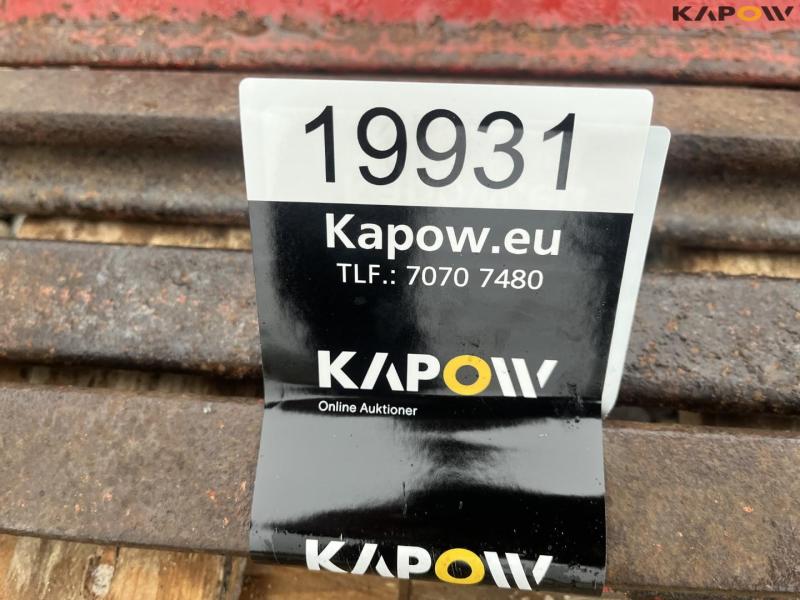 KAPOW
19931
Kapow.eu
TLF.: 7070 7480
KAPOW
Online Auktioner
KAPOW